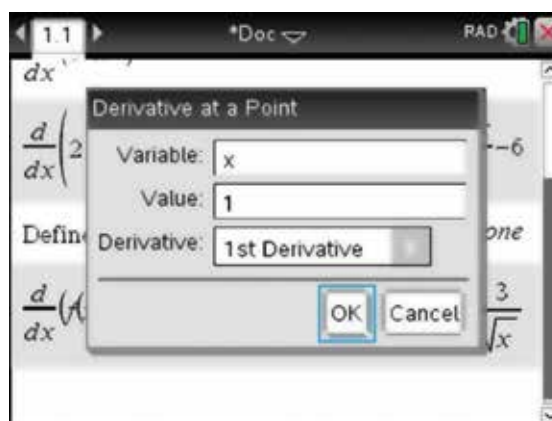 1.1 *Doc RAD
dx
Derivative at a Point
d/dx (2 -6
Variable: x
Value: 1
Define one
Derivative: 1st Derivative
d/dx (f 3/√x
OK Cancel